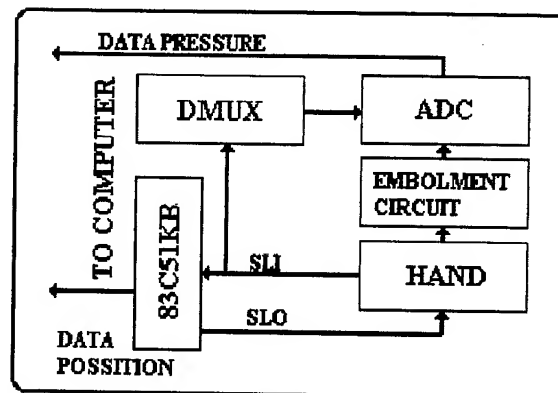 DATA PRESSURE
DMUX
ADC
TO COMPUTER
EMBOLMENT
CIRCUIT
83C51KB
SLI
HAND
SLO
DATA
POSSITION